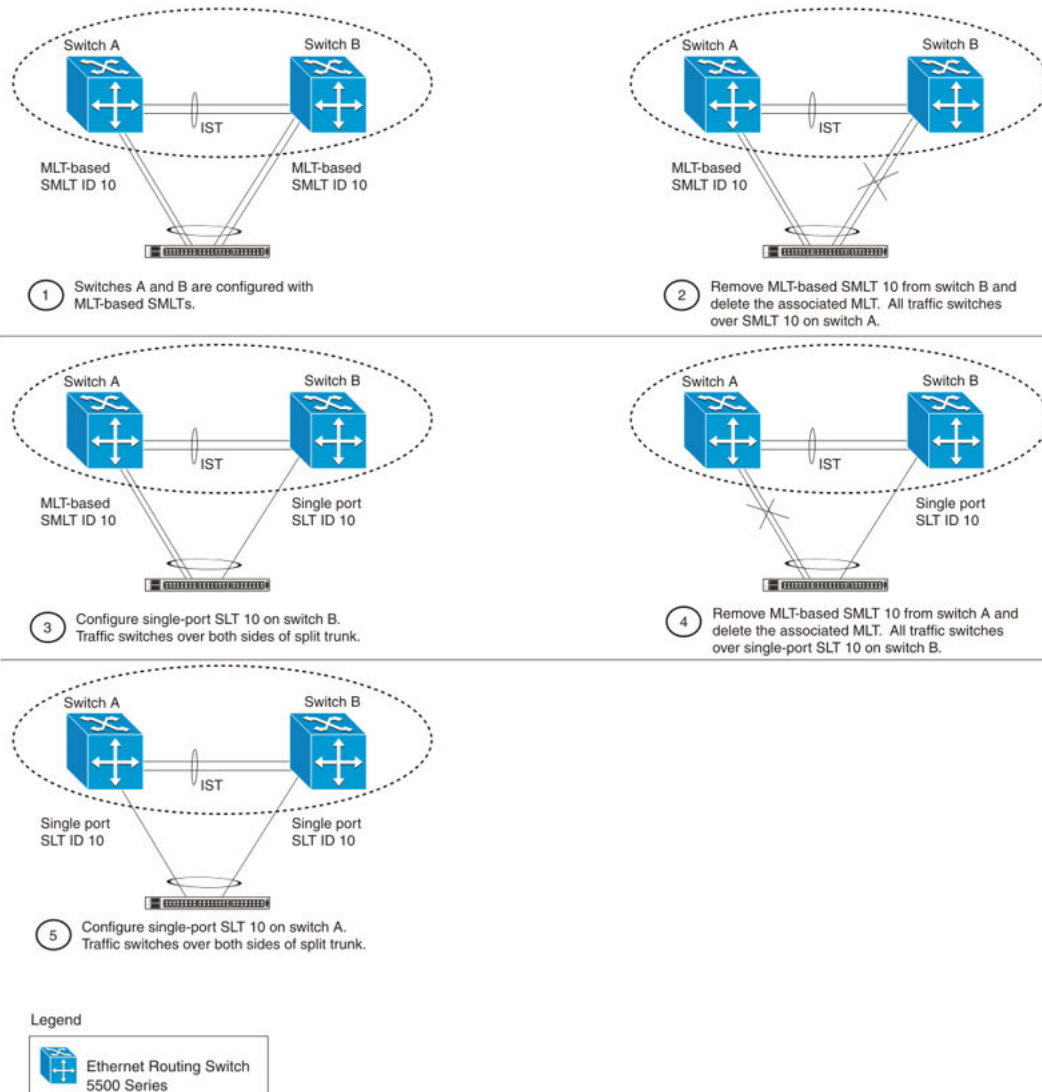 Switch A
Switch B
IST
MLT-based
SMLT ID 10
MLT-based
SMLT ID 10
1
Switches A and B are configured with
MLT-based SMLTs.
Switch A
Switch B
IST
MLT-based
SMLT ID 10
2
Remove MLT-based SMLT 10 from switch B and
delete the associated MLT. All traffic switches
over SMLT 10 on switch A.
Switch A
Switch B
IST
MLT-based
SMLT ID 10
Single port
SLT ID 10
3
Configure single-port SLT 10 on switch B.
Traffic switches over both sides of split trunk.
Switch A
Switch B
IST
Single port
SLT ID 10
4
Remove MLT-based SMLT 10 from switch A and
delete the associated MLT. All traffic switches
over single-port SLT 10 on switch B.
Switch A
Switch B
IST
Single port
SLT ID 10
Single port
SLT ID 10
5
Configure single-port SLT 10 on switch A.
Traffic switches over both sides of split trunk.
Legend
Ethernet Routing Switch
5500 Series